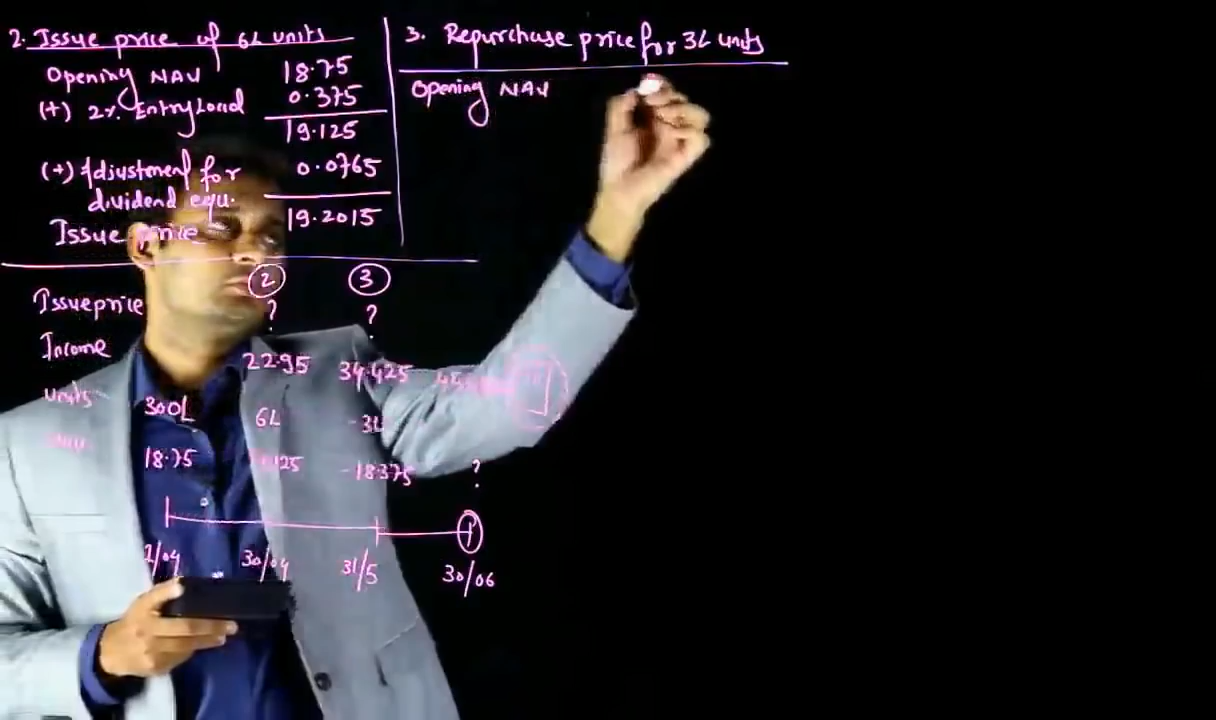 2. Issue price of 6L units
Opening NAV 18.75
(+) 2%. Entry Load 0.375
19.125
(+) Adjustment for 0.0765
dividend equ.
Issue price 19.2015
3. Repurchase price for 3L units
Opening NAV
2 3
Issue price ? ?
Income 22.95 34.425
units 300L 6L -3L
18.75 -18.375 ?
2/04 30/04 31/5 30/06